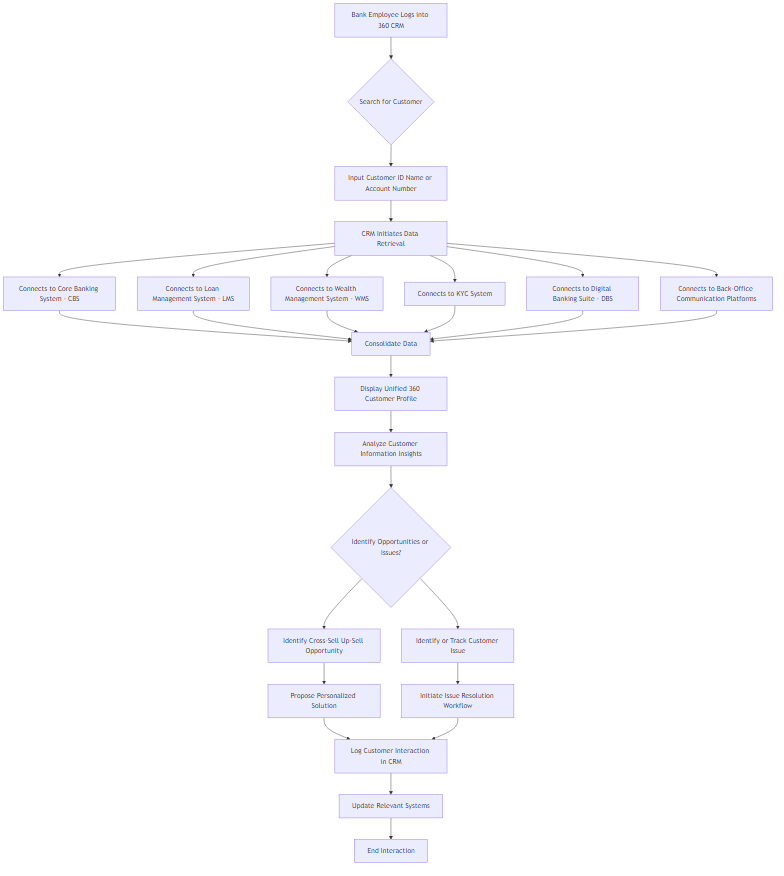 Bank Employee Logs into
360 CRM
Search for Customer
Input Customer ID Name or
Account Number
CRM Initiates Data
Retrieval
Connects to Core Banking
System - CBS
Connects to Loan
Management System - LMS
Connects to Wealth
Management System - WMS
Connects to KYC System
Connects to Digital
Banking Suite - DBS
Connects to Back-Office
Communication Platforms
Consolidate Data
Display Unified 360
Customer Profile
Analyze Customer
Information Insights
Identify Opportunities or
Issues?
Identify Cross-Sell Up-Sell
Opportunity
Identify or Track Customer
Issue
Propose Personalized
Solution
Initiate Issue Resolution
Workflow
Log Customer Interaction
in CRM
Update Relevant Systems
End Interaction